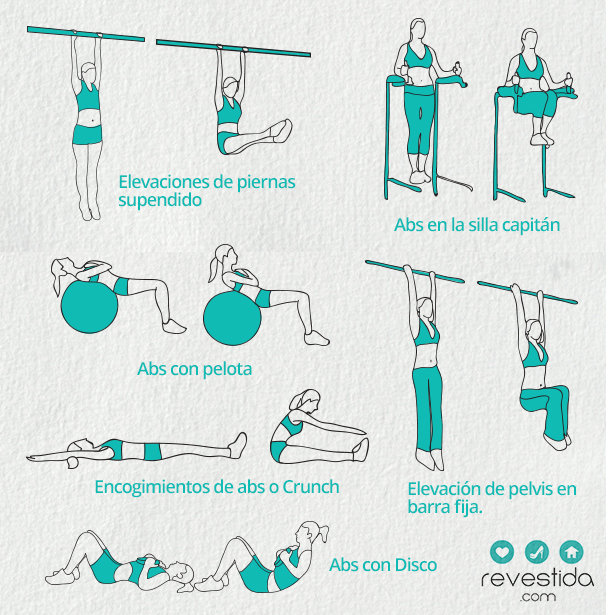 Elevaciones de piernas
supendido
Abs en la silla capitán
Abs con pelota
Encogimientos de abs o Crunch
Elevación de pelvis en
barra fija.
Abs con Disco
revestida
.com